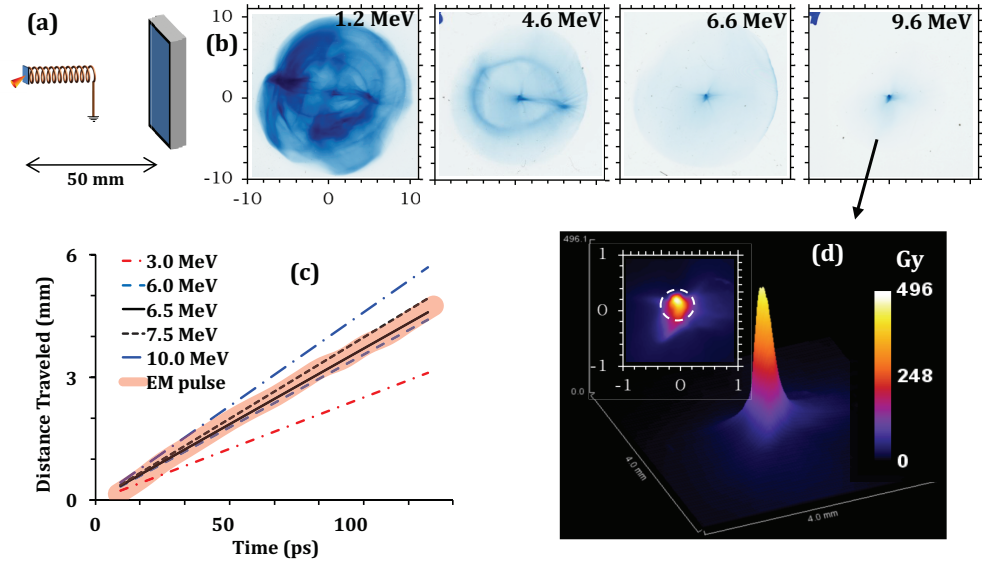 (a)
50 mm
(b)
1.2 MeV
4.6 MeV
6.6 MeV
9.6 MeV
10
0
-10
-10
0
10
(c)
3.0 MeV
6.0 MeV
6.5 MeV
7.5 MeV
10.0 MeV
EM pulse
Distance Traveled (mm)
6
3
0
0
50
100
Time (ps)
(d)
496.1
0.0
1
0
-1
-1
0
1
Gy
496
248
0
4.0 mm
4.0 mm